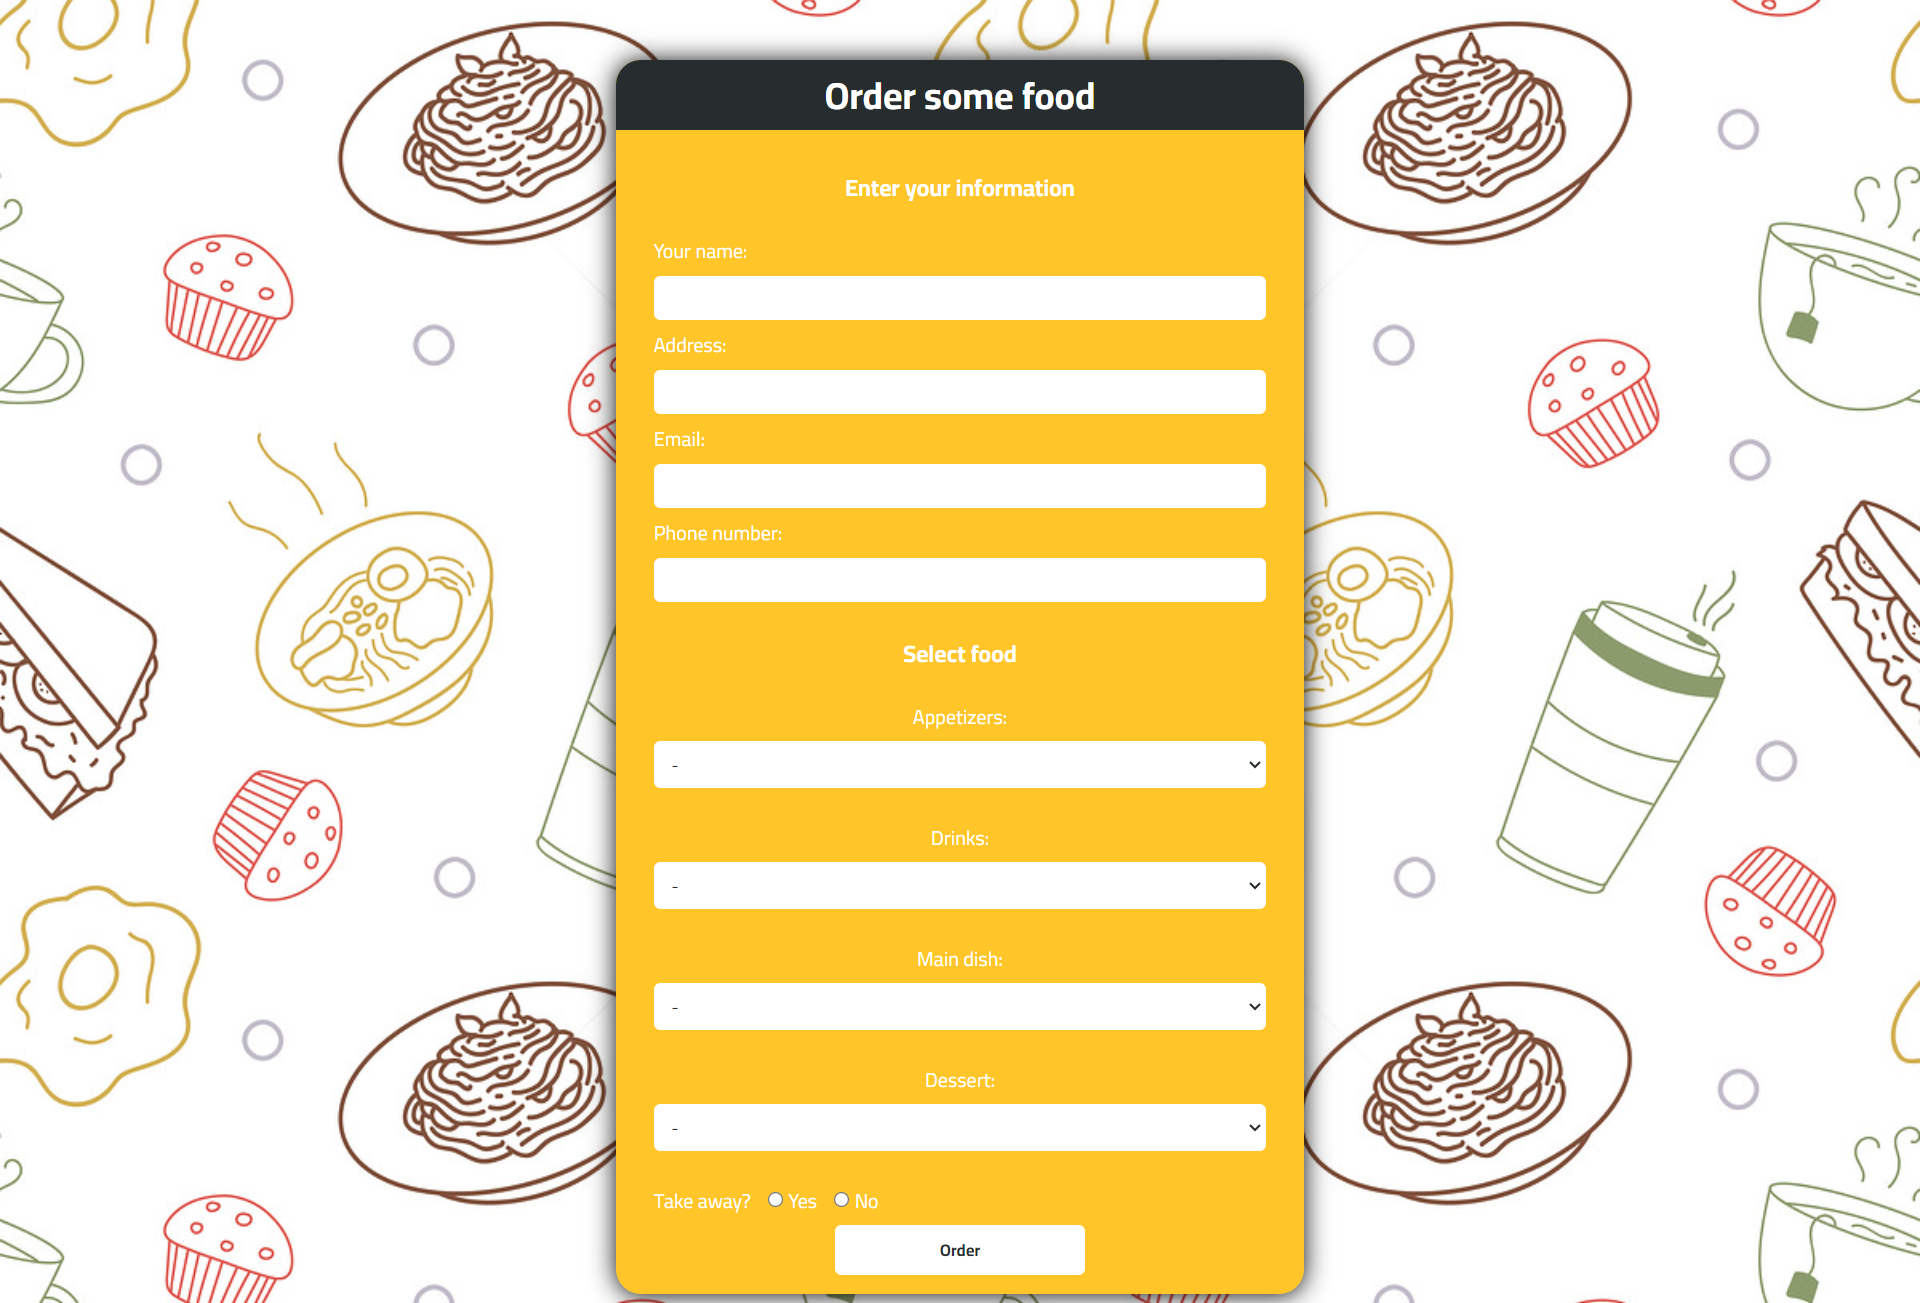 Order some food
Enter your information
Your name:
Address:
Email:
Phone number:
Select food
Appetizers:
-
Drinks:
-
Main dish:
-
Dessert:
-
Take away? Yes No
Order